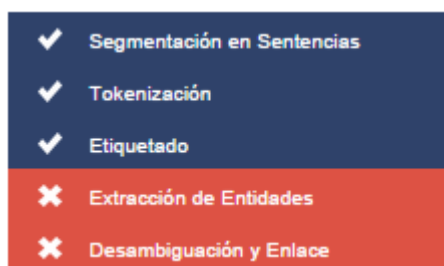 Segmentación en Sentencias
Tokenización
Etiquetado
Extracción de Entidades
Desambiguación y Enlace